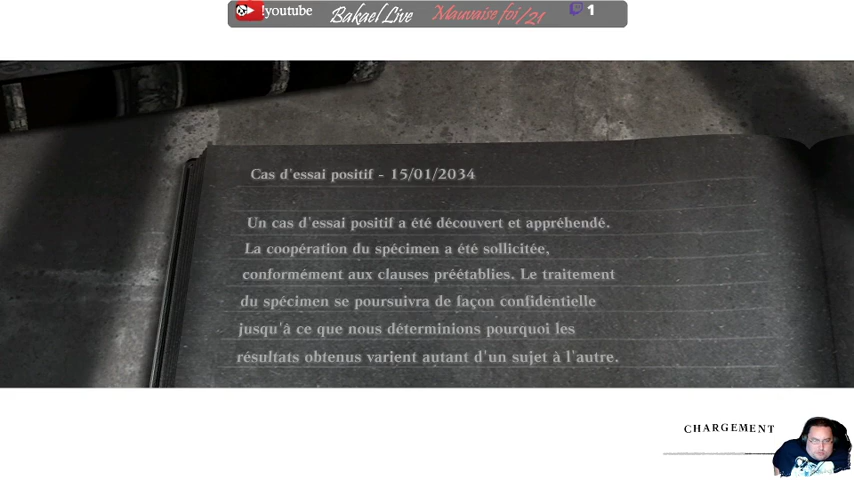 !youtube
Bakael Live
Mauvaise foi/21
1
Cas d'essai positif - 15/01/2034
Un cas d'essai positif a été découvert et appréhendé.
La coopération du spécimen a été sollicitée,
conformément aux clauses préétablies. Le traitement
du spécimen se poursuivra de façon confidentielle
jusqu'à ce que nous déterminions pourquoi les
résultats obtenus varient autant d'un sujet à l'autre.
CHARGEMENT